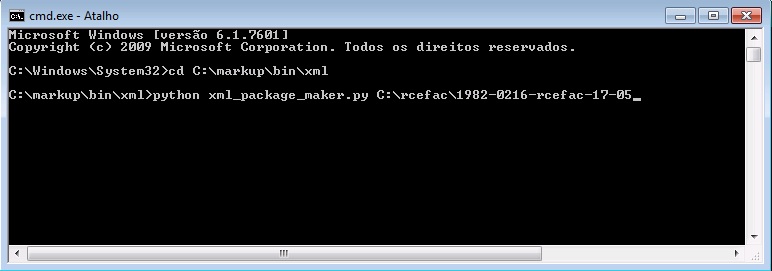 cmd.exe - Atalho
Microsoft Windows [versão 6.1.7601]
Copyright (c) 2009 Microsoft Corporation. Todos os direitos reservados.
C:\Windows\System32>cd C:\markup\bin\xml
C:\markup\bin\xml>python xml_package_maker.py C:\rcefac\1982-0216-rcefac-17-05_